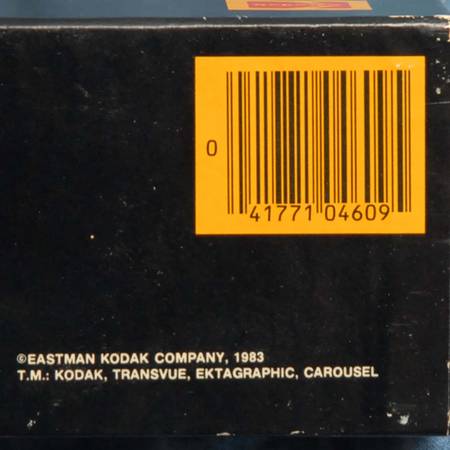 0
41771 04609
©EASTMAN KODAK COMPANY, 1983
T.M.: KODAK, TRANSVUE, EKTAGRAPHIC, CAROUSEL